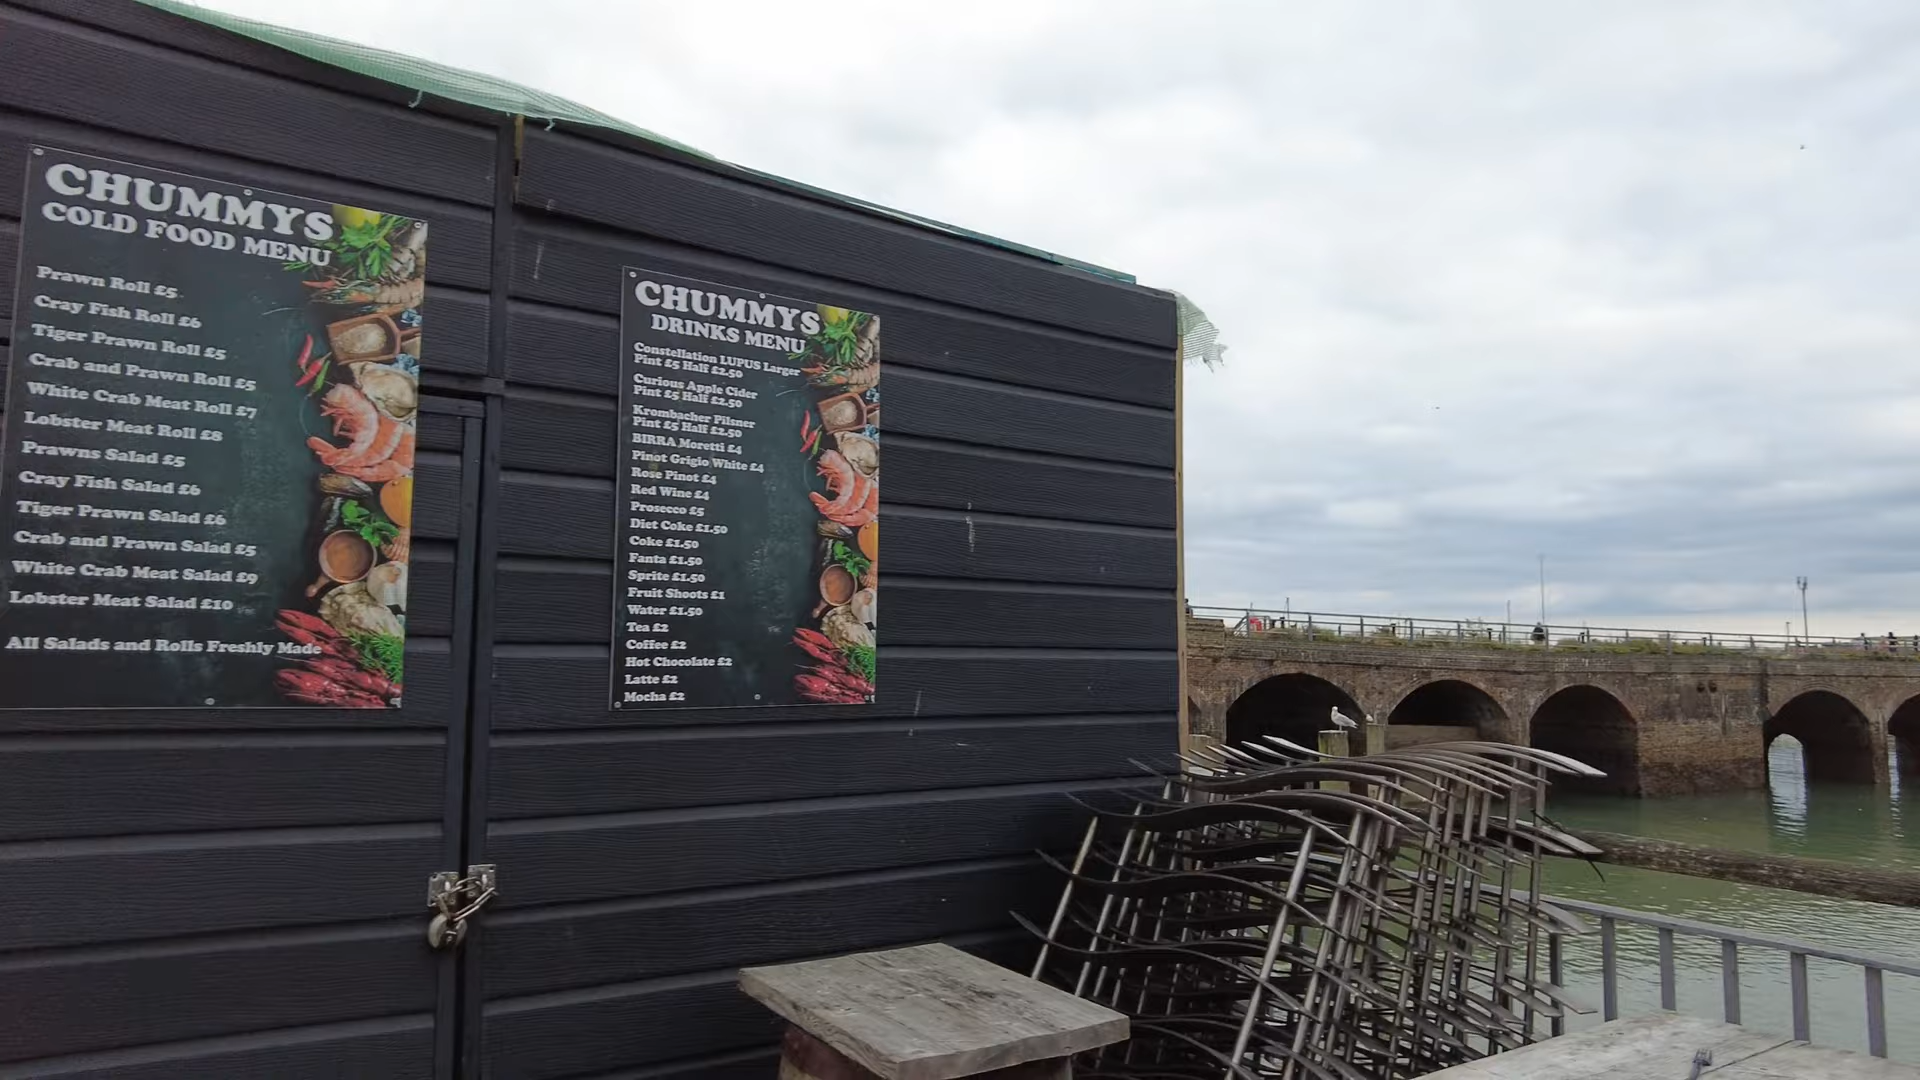 CHUMMYS
COLD FOOD MENU
Prawn Roll £5
Cray Fish Roll £6
Tiger Prawn Roll £5
Crab and Prawn Roll £5
White Crab Meat Roll £7
Lobster Meat Roll £8
Prawns Salad £5
Cray Fish Salad £6
Tiger Prawn Salad £6
Crab and Prawn Salad £5
White Crab Meat Salad £9
Lobster Meat Salad £10
All Salads and Rolls Freshly Made
CHUMMYS
DRINKS MENU
Constellation LUPUS Larger
Pint £5 Half £2.50
Curious Apple Cider
Pint £5 Half £2.50
Krombacher Pilsner
Pint £5 Half £2.50
BIRRA Moretti £4
Pinot Grigio White £4
Rose Pinot £4
Red Wine £4
Prosecco £5
Diet Coke £1.50
Coke £1.50
Fanta £1.50
Sprite £1.50
Fruit Shoots £1
Water £1.50
Tea £2
Coffee £2
Hot Chocolate £2
Latte £2
Mocha £2